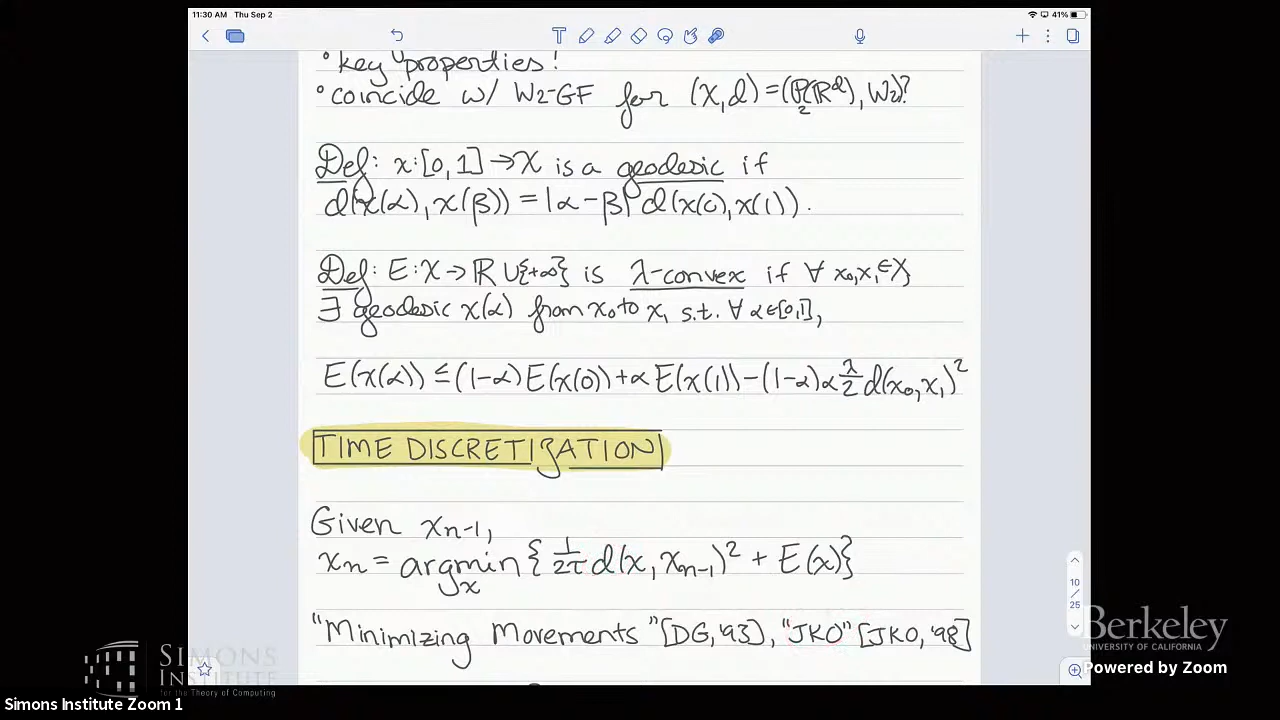 11:30 AM Thu Sep 2
41%
• key properties!
• coincide w/ W₂-GF for (X,d) = (P₂(ℝᵈ), W₂)?
Def: x:[0,1]→X is a geodesic if
d(x(α), x(β)) = |α-β| d(x(0), x(1)).
Def: E:X→ℝ∪{+∞} is λ-convex if ∀ x₀,x₁∈X
∃ geodesic x(α) from x₀ to x₁ s.t. ∀ α∈[0,1],
E(x(α)) ≤ (1-α)E(x(0)) + αE(x(1)) - (1-α)α λ/2 d(x₀,x₁)²
TIME DISCRETIZATION
Given xₙ₋₁,
xₙ = argminₓ { 1/2τ d(x, xₙ₋₁)² + E(x)}
"Minimizing Movements" [DG,'93], "JKO" [JKO,'98]
10
/
25
Berkeley
UNIVERSITY OF CALIFORNIA
Powered by Zoom
SIMONS
INSTITUTE
for the Theory of Computing
Simons Institute Zoom 1